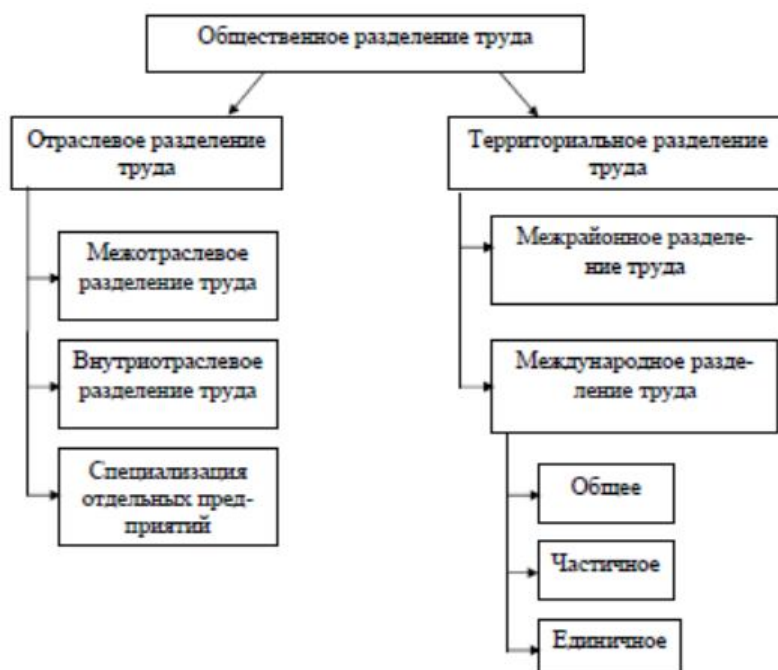 Общественное разделение труда
Отраслевое разделение
труда
Межотраслевое
разделение труда
Внутриотраслевое
разделение труда
Специализация
отдельных пред-
приятий
Территориальное разделение
труда
Межрайонное разделе-
ние труда
Международное разде-
ление труда
Общее
Частичное
Единичное